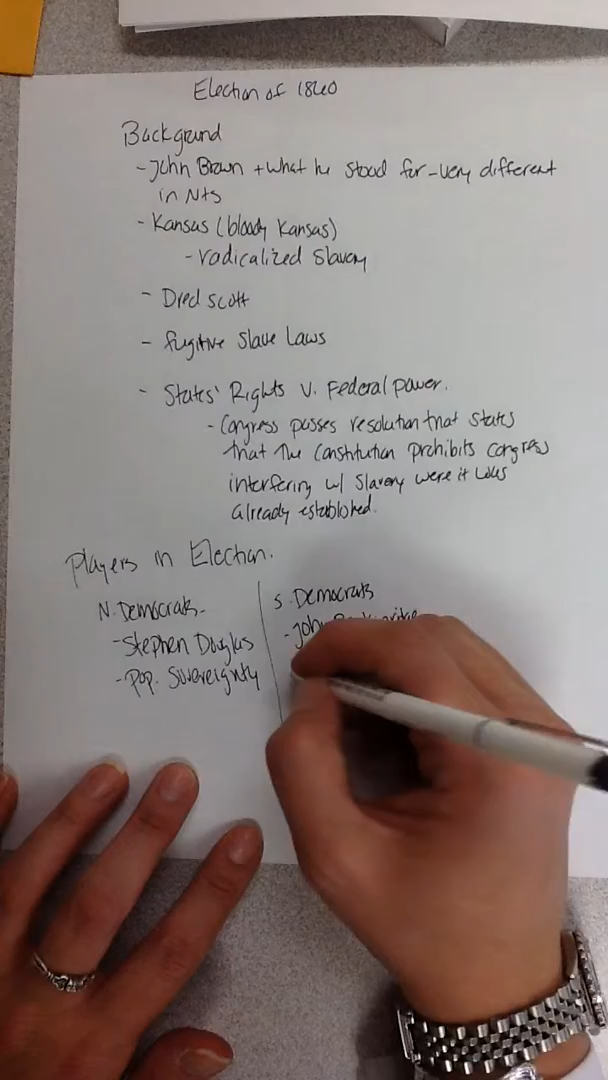 Election of 1860
Background
- John Brown + what he stood for - very different
in N + S
- Kansas (bloody Kansas)
- radicalized Slavery
- Dred Scott
- Fugitive Slave Laws
- States' Rights v. Federal power.
- Congress passes resolution that states
that the Constitution prohibits congress
interfering w/ Slavery were it was
already established.
Players in Election.
N. Democrats -
- Stephen Douglas
- Pop. Sovereignty
S. Democrats
- John